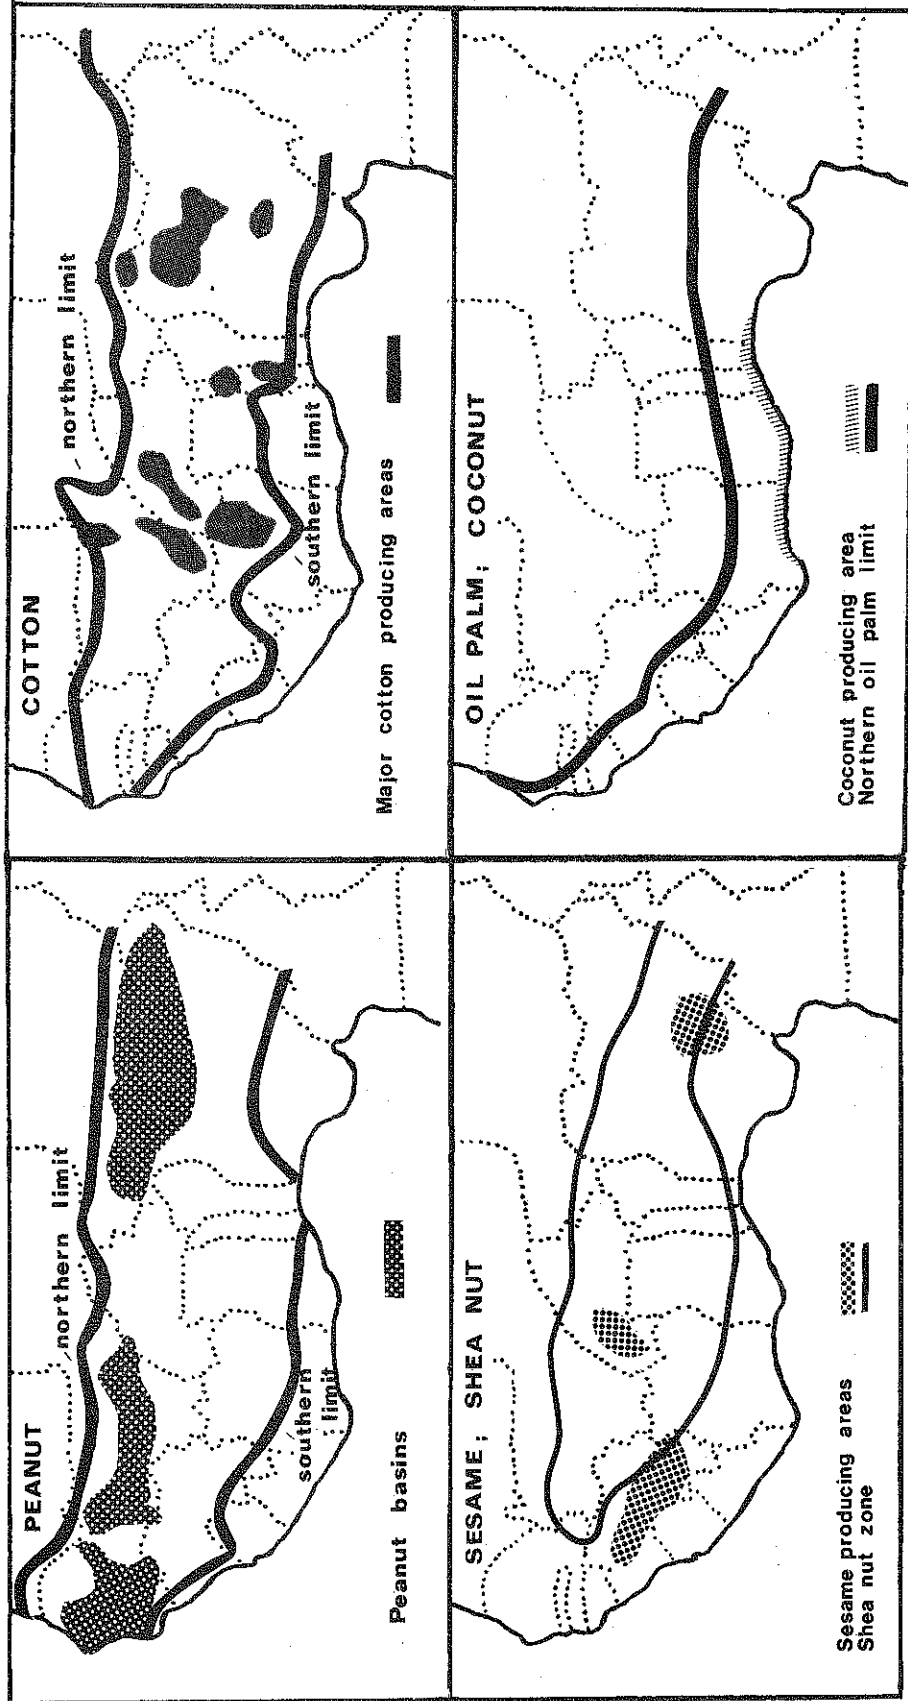 PEANUT
northern limit
southern
limit
Peanut basins
COTTON
northern limit
southern limit
Major cotton producing areas
SESAME; SHEA NUT
Sesame producing areas
Shea nut zone
OIL PALM; COCONUT
Coconut producing area
Northern oil palm limit